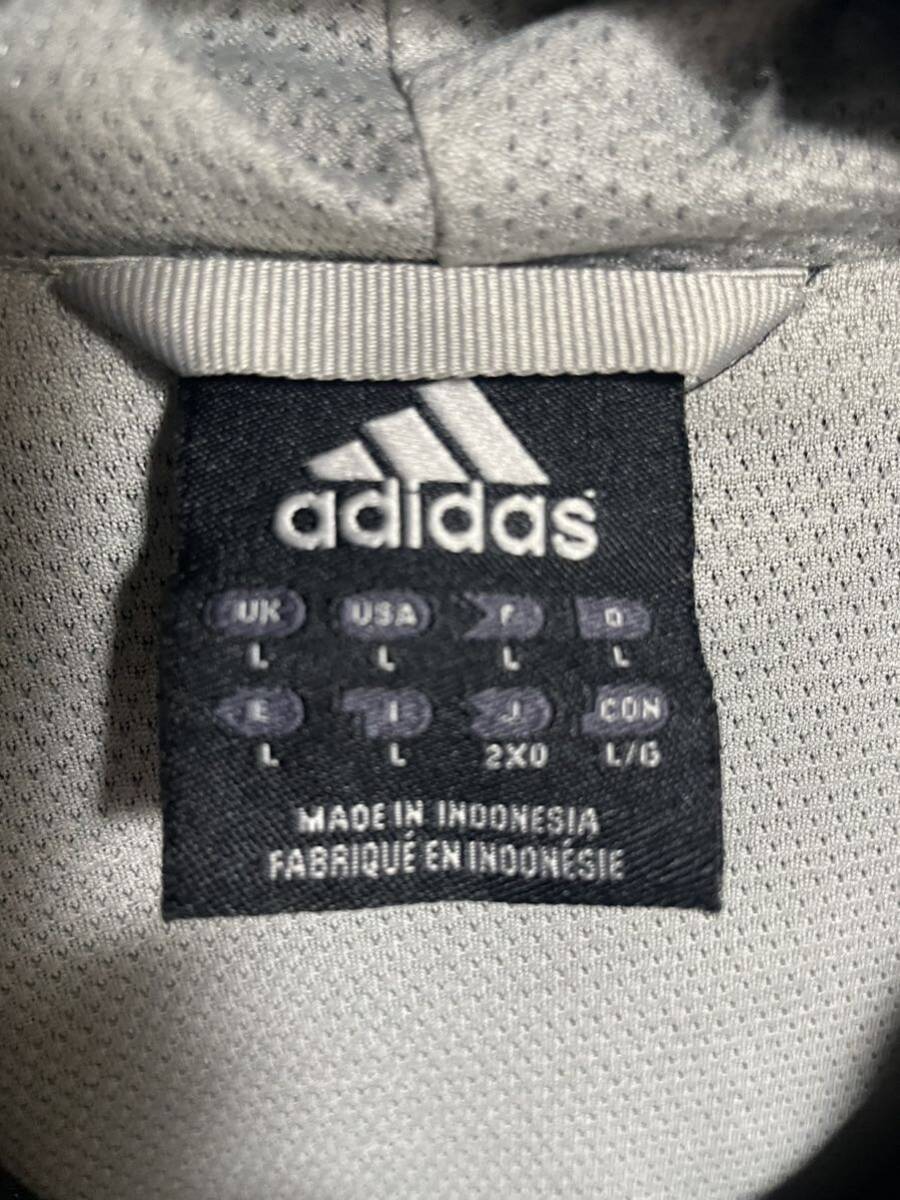 adidas
UK USA F D
L L L L
E I J CON
L L 2XO L/G
MADE IN INDONESIA
FABRIQUÉ EN INDONÉSIE